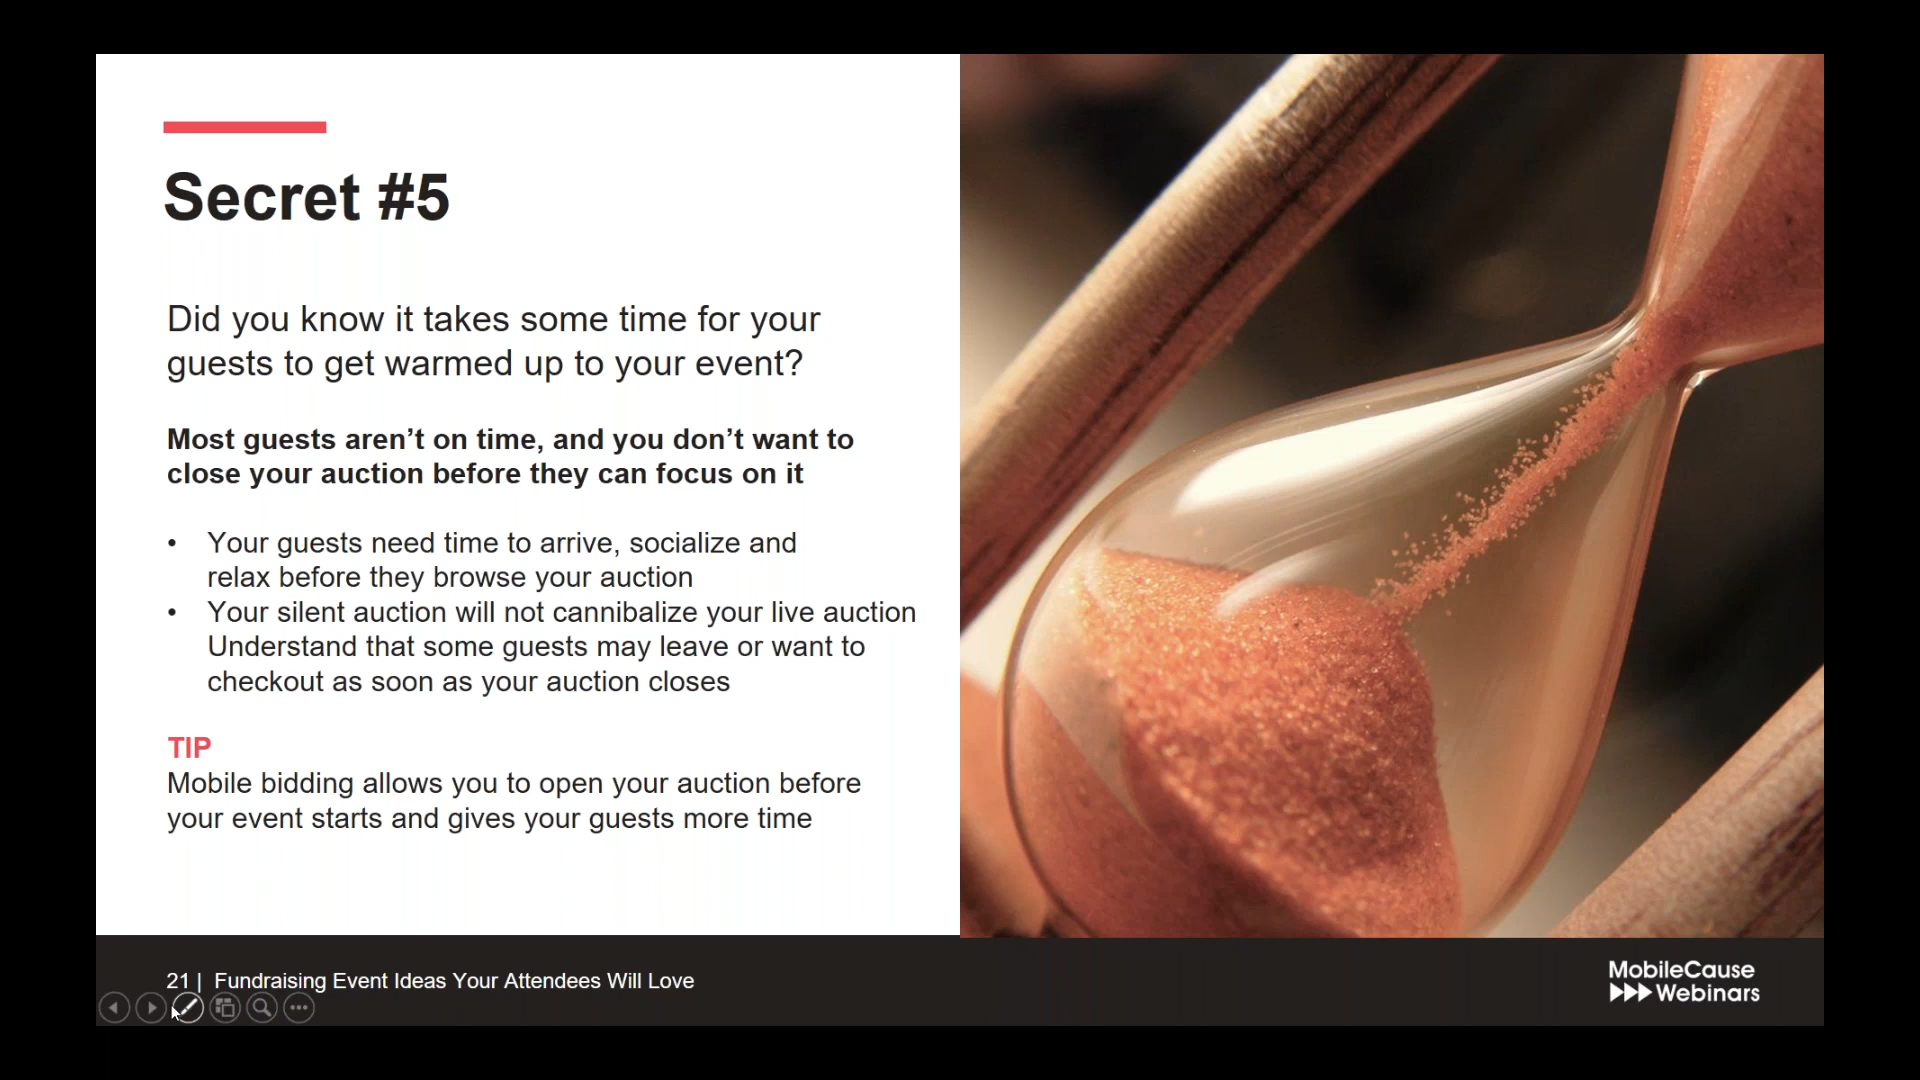 Secret #5
Did you know it takes some time for your
guests to get warmed up to your event?
Most guests aren’t on time, and you don’t want to
close your auction before they can focus on it
• Your guests need time to arrive, socialize and
relax before they browse your auction
• Your silent auction will not cannibalize your live auction
Understand that some guests may leave or want to
checkout as soon as your auction closes
TIP
Mobile bidding allows you to open your auction before
your event starts and gives your guests more time
21 | Fundraising Event Ideas Your Attendees Will Love
MobileCause
Webinars